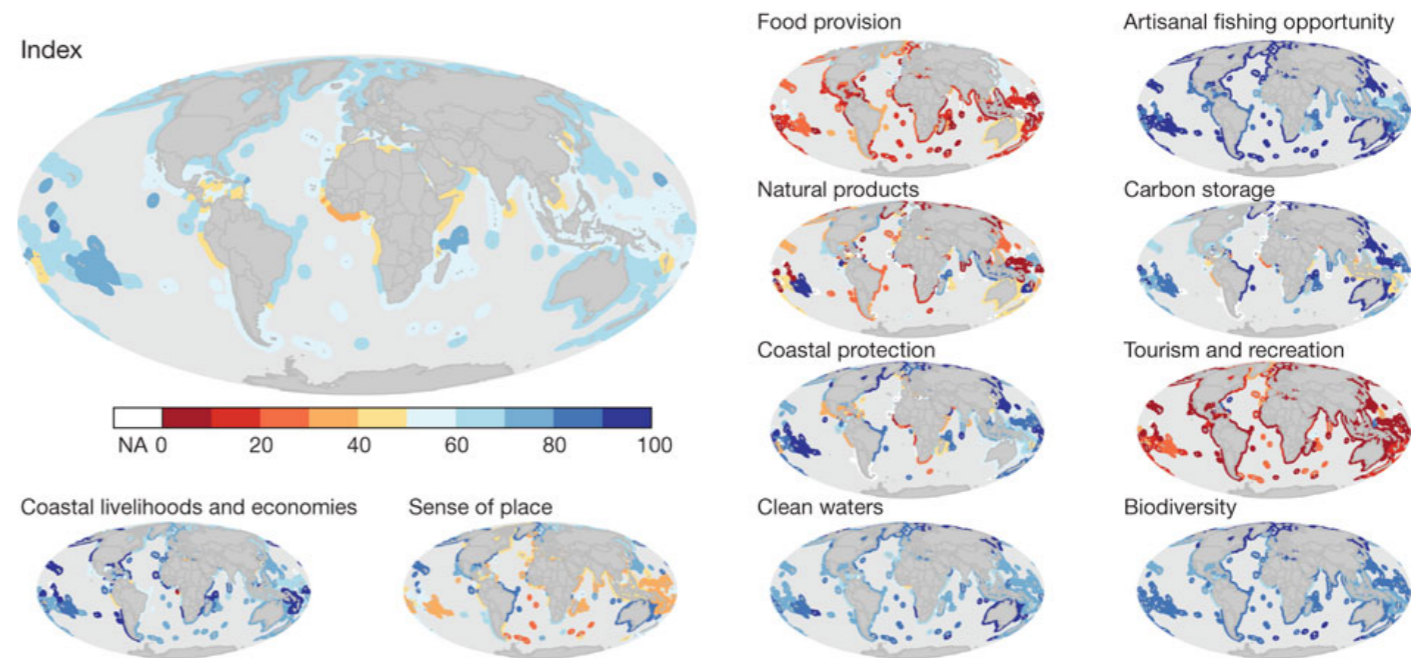 Index
NA 0 20 40 60 80 100
Coastal livelihoods and economies
Sense of place
Food provision
Artisanal fishing opportunity
Natural products
Carbon storage
Coastal protection
Tourism and recreation
Clean waters
Biodiversity